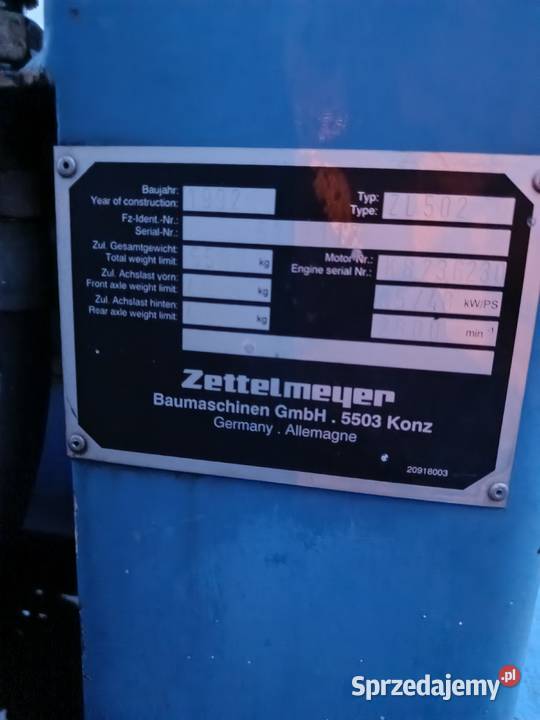 Baujahr:
Year of construction: 1992
Typ:
Type: ZL502
Fz-Ident.-Nr.:
Serial-Nr.:
Zul. Gesamtgewicht:
Total weight limit: kg
Motor-Nr.:
Engine serial Nr.:
Zul. Achslast vorn:
Front axle weight limit: kg
kW/PS
Zul. Achslast hinten:
Rear axle weight limit: kg
min -1
Zettelmeyer
Baumaschinen GmbH . 5503 Konz
Germany . Allemagne
20918003
Sprzedajemy.pl